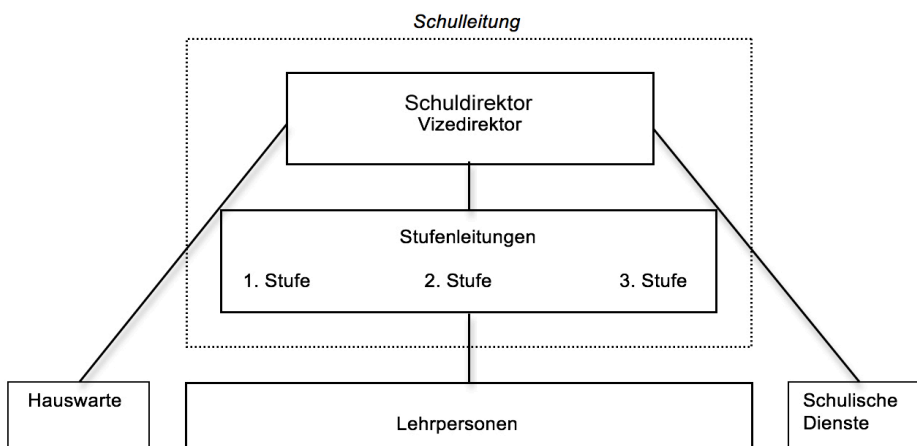 Schulleitung
Schuldirektor
Vizedirektor
Stufenleitungen
1. Stufe 2. Stufe 3. Stufe
Hauswarte
Lehrpersonen
Schulische
Dienste